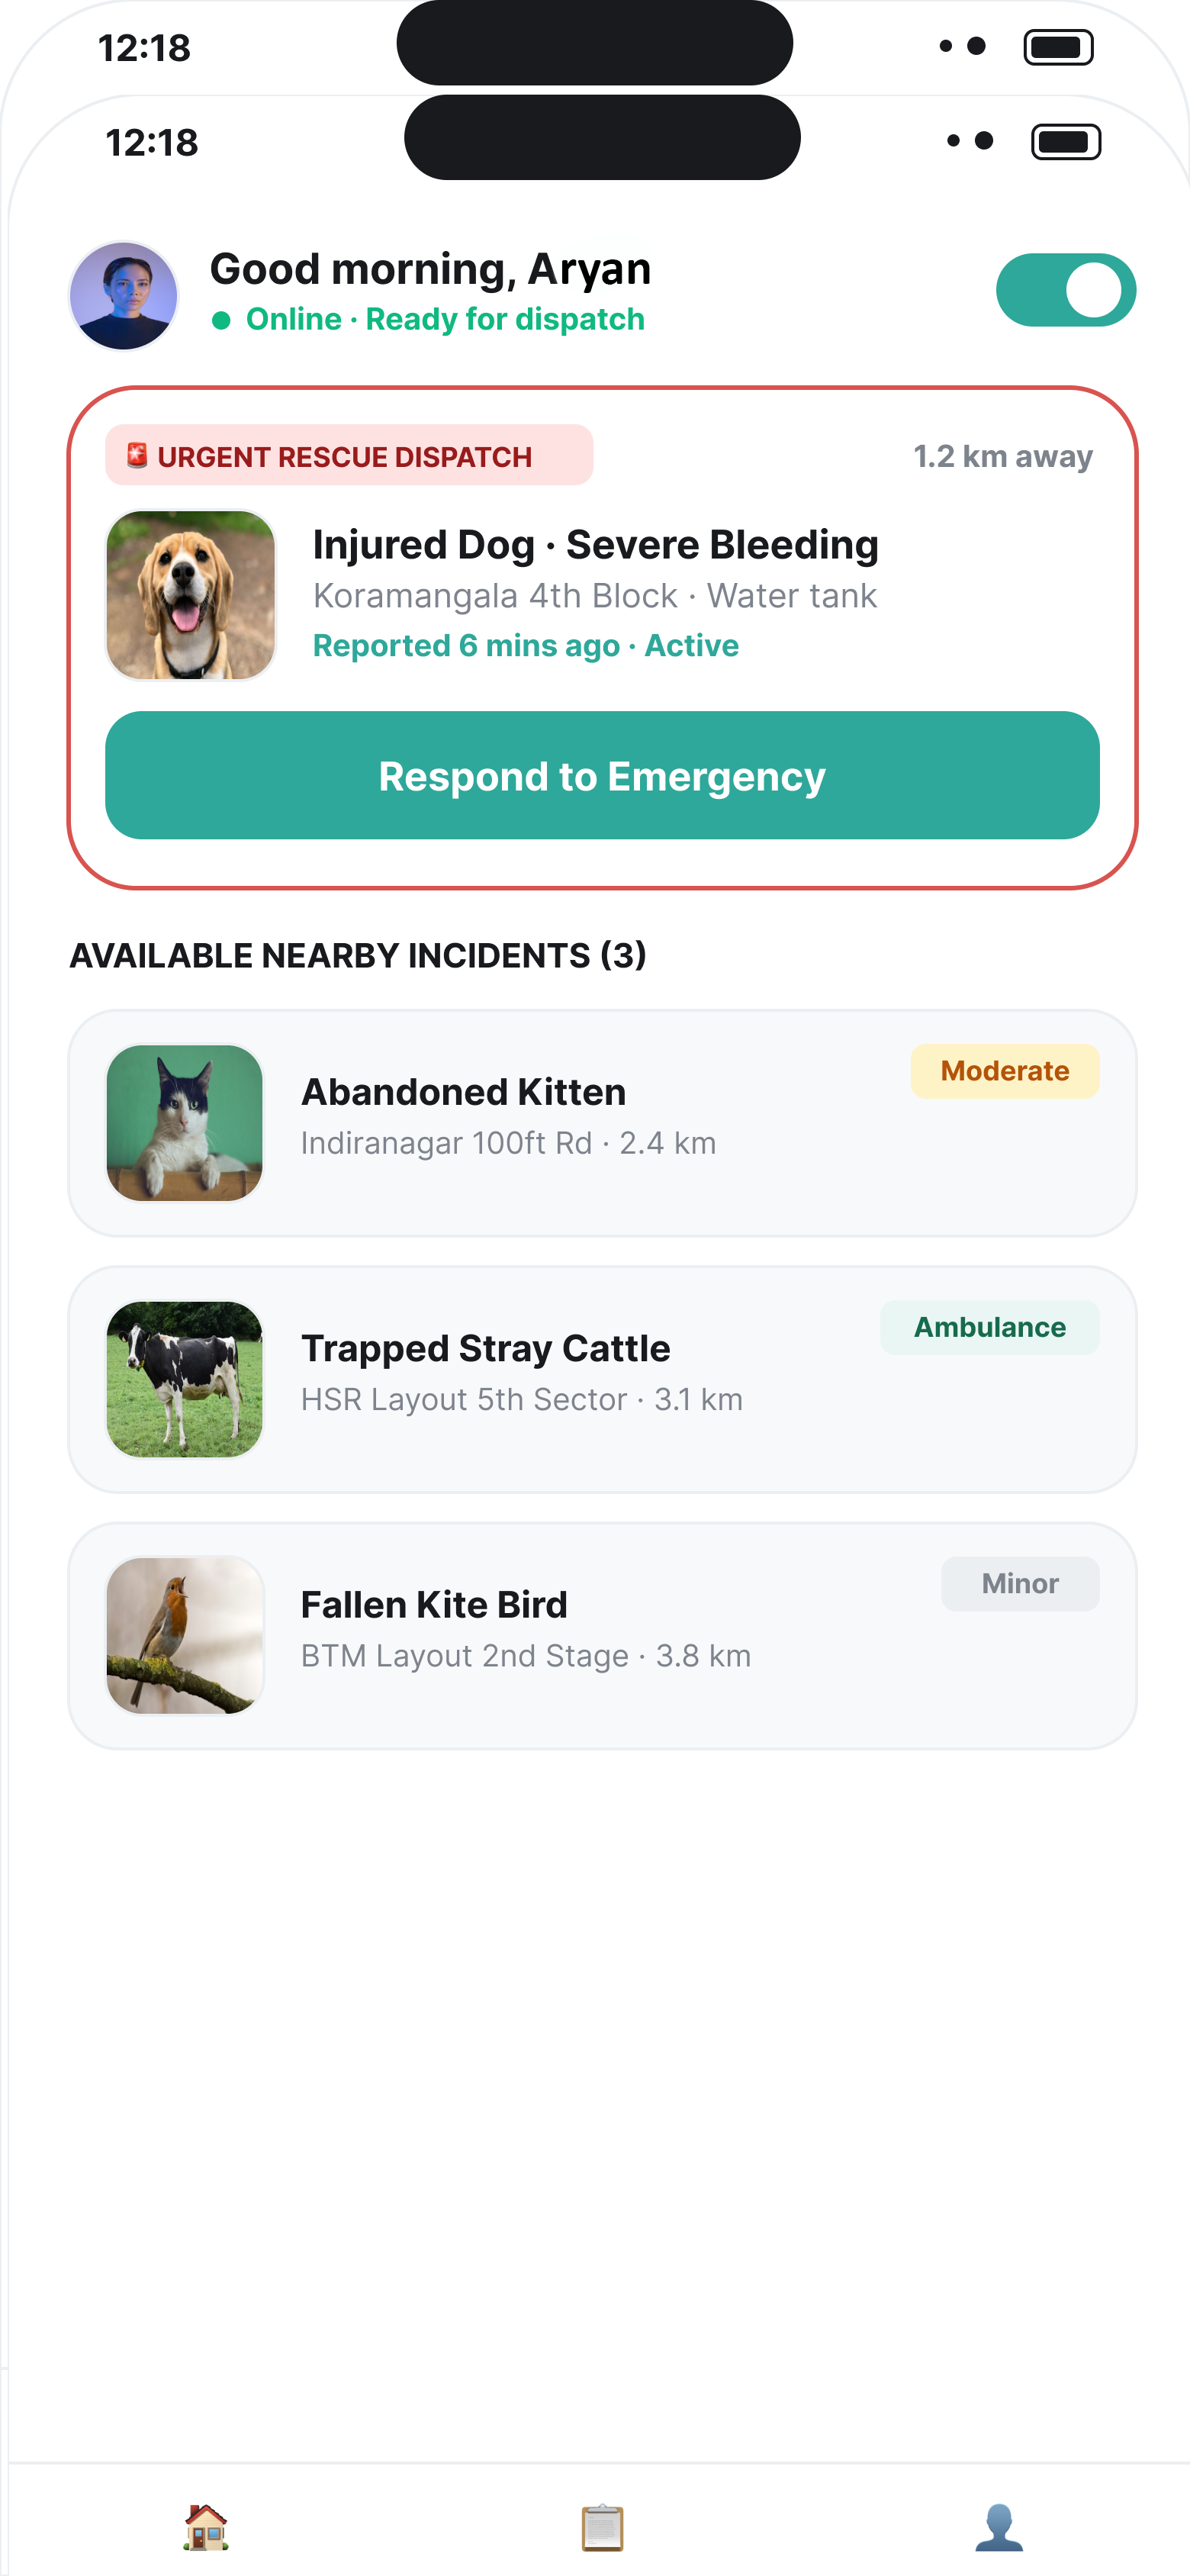 12:18
12:18
Good morning, Aryan
Online · Ready for dispatch
🚨 URGENT RESCUE DISPATCH
1.2 km away
Injured Dog · Severe Bleeding
Koramangala 4th Block · Water tank
Reported 6 mins ago · Active
Respond to Emergency
AVAILABLE NEARBY INCIDENTS (3)
Moderate
Abandoned Kitten
Indiranagar 100ft Rd · 2.4 km
Ambulance
Trapped Stray Cattle
HSR Layout 5th Sector · 3.1 km
Minor
Fallen Kite Bird
BTM Layout 2nd Stage · 3.8 km